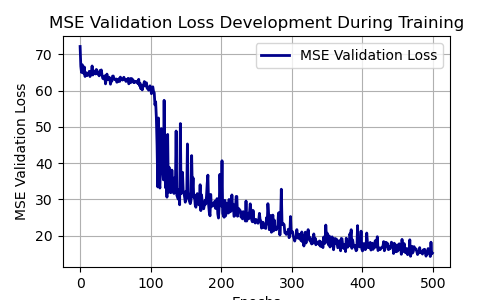 MSE Validation Loss Development During Training
MSE Validation Loss
MSE Validation Loss
70
60
50
40
30
20
0 100 200 300 400 500
Epochs